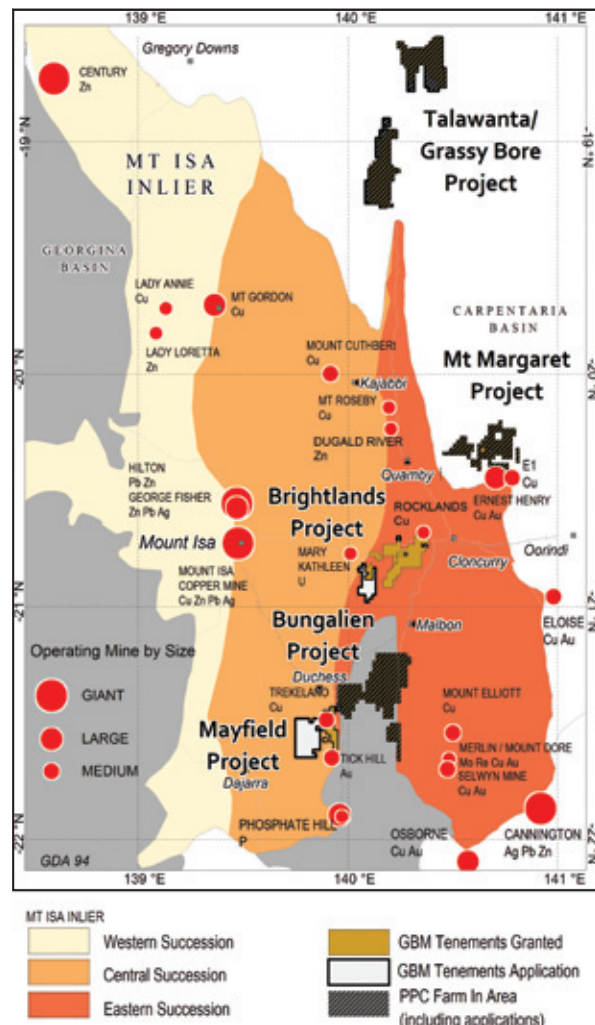 139 °E
140 °E
141 °E
Gregory Downs
CENTURY
Zn
-19 °N
-19 °N
Talawanta/
Grassy Bore
Project
MT ISA
INLIER
GEORGINA
BASIN
LADY ANNIE
Cu
MT GORDON
Cu
LADY LORETTA
Zn
CARPENTARIA
BASIN
MOUNT CUTHBERT
Cu
Mt Margaret
Project
-20 °N
-20 °N
Kajabbi
MT ROSEBY
Cu
DUGALD RIVER
Zn
Quamby
E1
Cu
ERNEST HENRY
Cu Au
HILTON
Pb Zn
GEORGE FISHER
Zn Pb Ag
Brightlands
Project
ROCKLANDS
Cu
Mount Isa
MARY
KATHLEEN
U
Cloncurry
Oorindi
MOUNT ISA
COPPER MINE
Cu Zn Pb Ag
-21 °N
-21 °N
ELOISE
Cu Au
Malbon
Bungalien
Project
Operating Mine by Size
GIANT
LARGE
MEDIUM
Duchess
TREKELANO
Cu
MOUNT ELLIOTT
Cu
Mayfield
Project
Dajarra
TICK HILL
Au
MERLIN / MOUNT DORE
Mo Re Cu Au
SELWYN MINE
Cu Au
PHOSPHATE HILL
P
-22 °N
-22 °N
OSBORNE
Cu Au
CANNINGTON
Ag Pb Zn
GDA 94
139 °E
140 °E
141 °E
MT ISA INLIER
Western Succession
Central Succession
Eastern Succession
GBM Tenements Granted
GBM Tenements Application
PPC Farm In Area
(including applications)